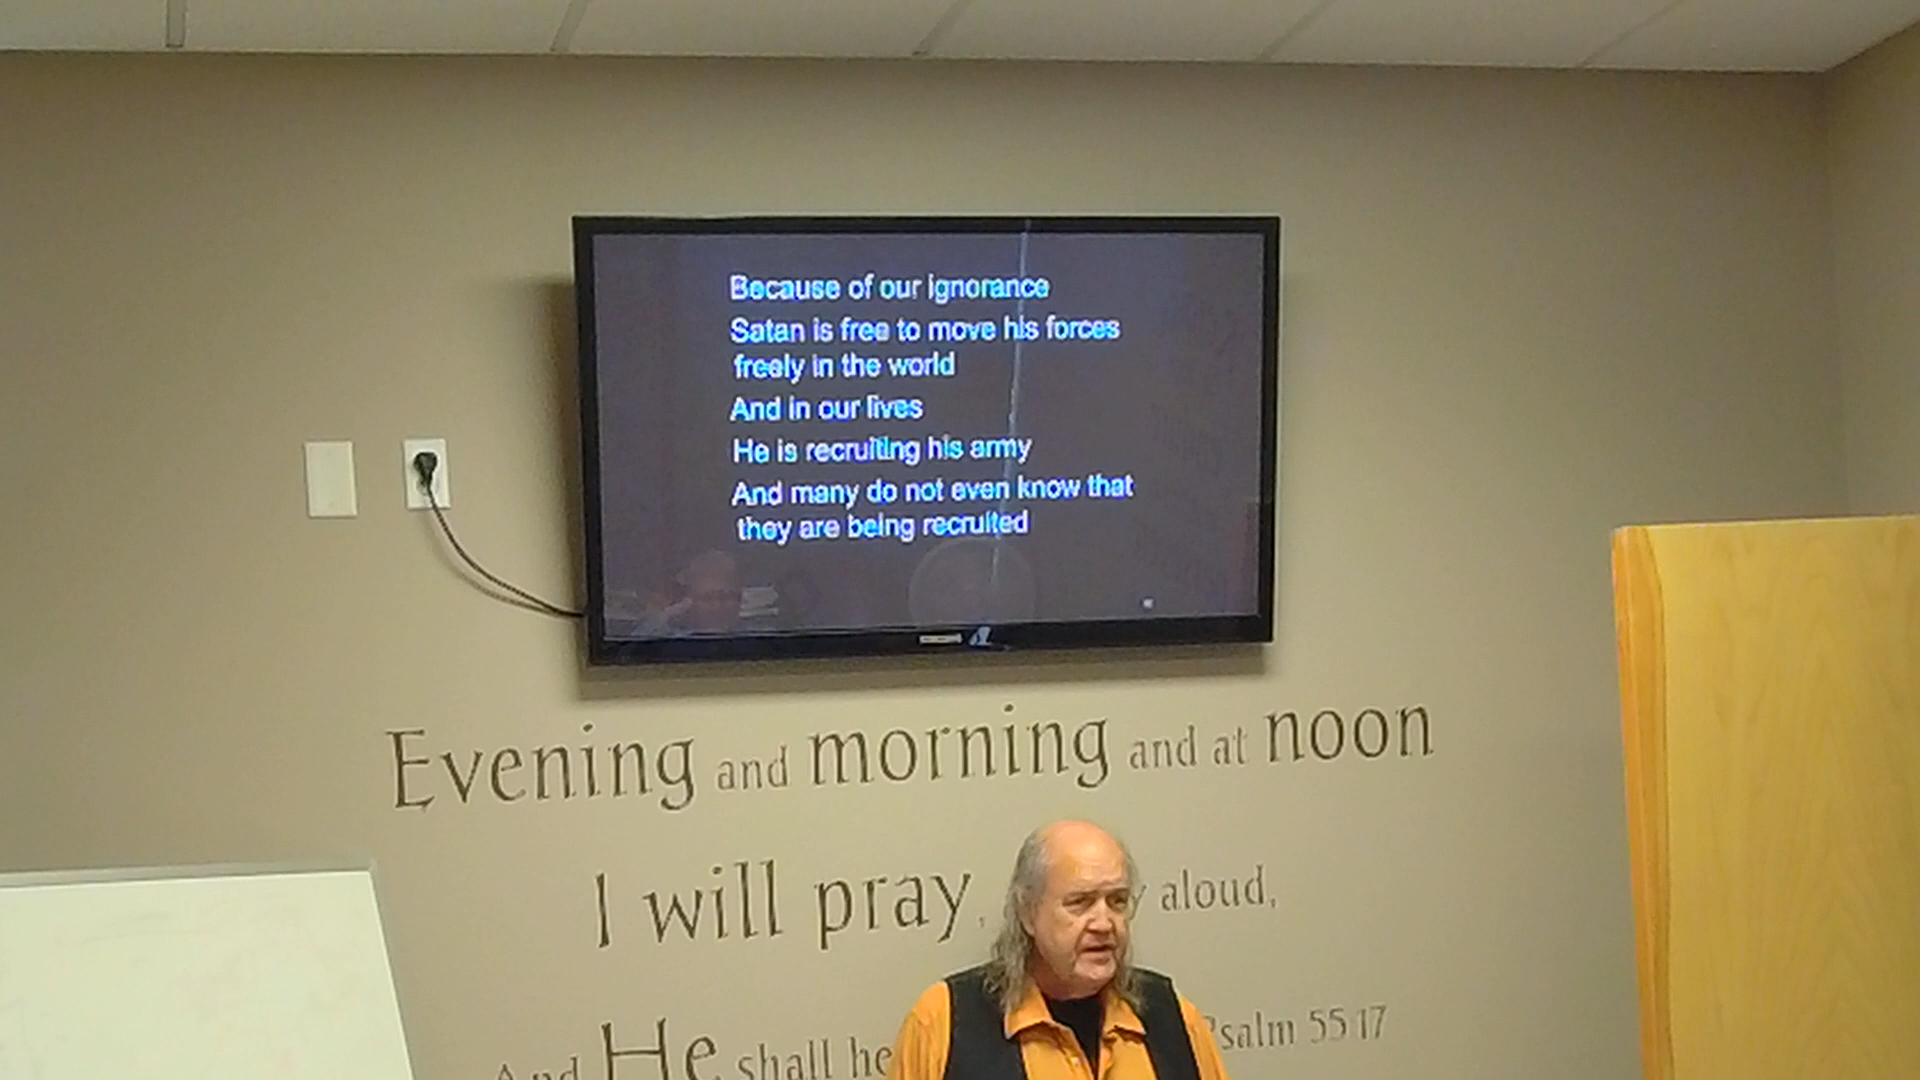 Because of our ignorance
Satan is free to move his forces
freely in the world
And in our lives
He is recruiting his army
And many do not even know that
they are being recruited
Evening and morning and at noon
I will pray, aloud,
And He shall he
Psalm 55 17